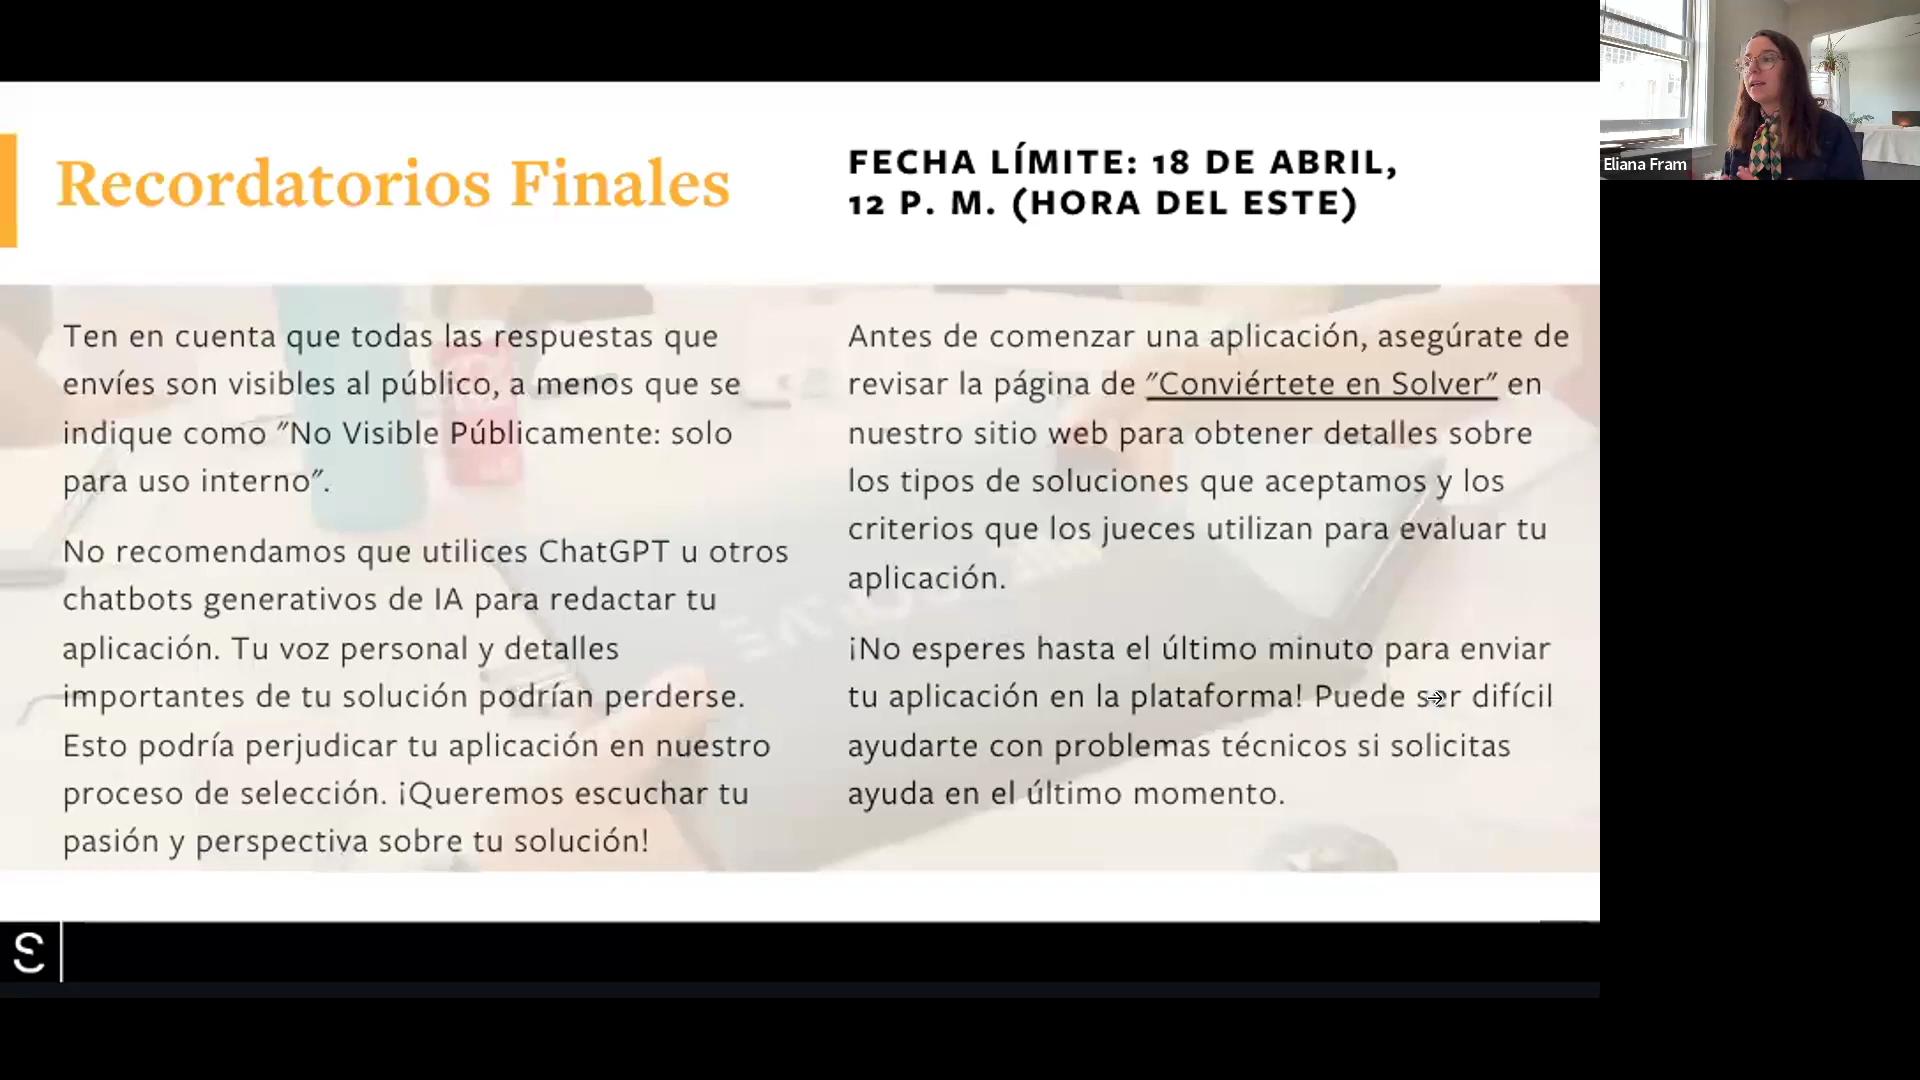 Recordatorios Finales
FECHA LÍMITE: 18 DE ABRIL,
12 P. M. (HORA DEL ESTE)
Ten en cuenta que todas las respuestas que
envíes son visibles al público, a menos que se
indique como "No Visible Públicamente: solo
para uso interno".
No recomendamos que utilices ChatGPT u otros
chatbots generativos de IA para redactar tu
aplicación. Tu voz personal y detalles
importantes de tu solución podrían perderse.
Esto podría perjudicar tu aplicación en nuestro
proceso de selección. ¡Queremos escuchar tu
pasión y perspectiva sobre tu solución!
Antes de comenzar una aplicación, asegúrate de
revisar la página de "Conviértete en Solver" en
nuestro sitio web para obtener detalles sobre
los tipos de soluciones que aceptamos y los
criterios que los jueces utilizan para evaluar tu
aplicación.
¡No esperes hasta el último minuto para enviar
tu aplicación en la plataforma! Puede ser difícil
ayudarte con problemas técnicos si solicitas
ayuda en el último momento.
Eliana Fram